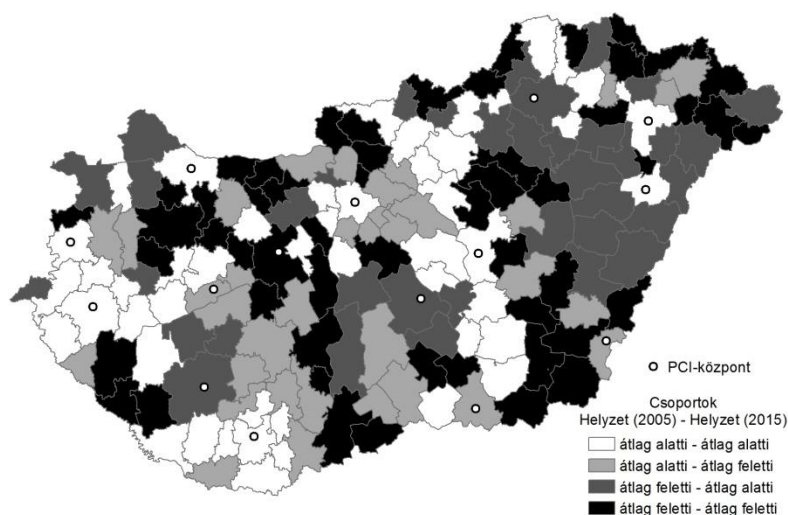 PCI-központ
Csoportok
Helyzet (2005) - Helyzet (2015)
átlag alatti - átlag alatti
átlag alatti - átlag feletti
átlag feletti - átlag alatti
átlag feletti - átlag feletti